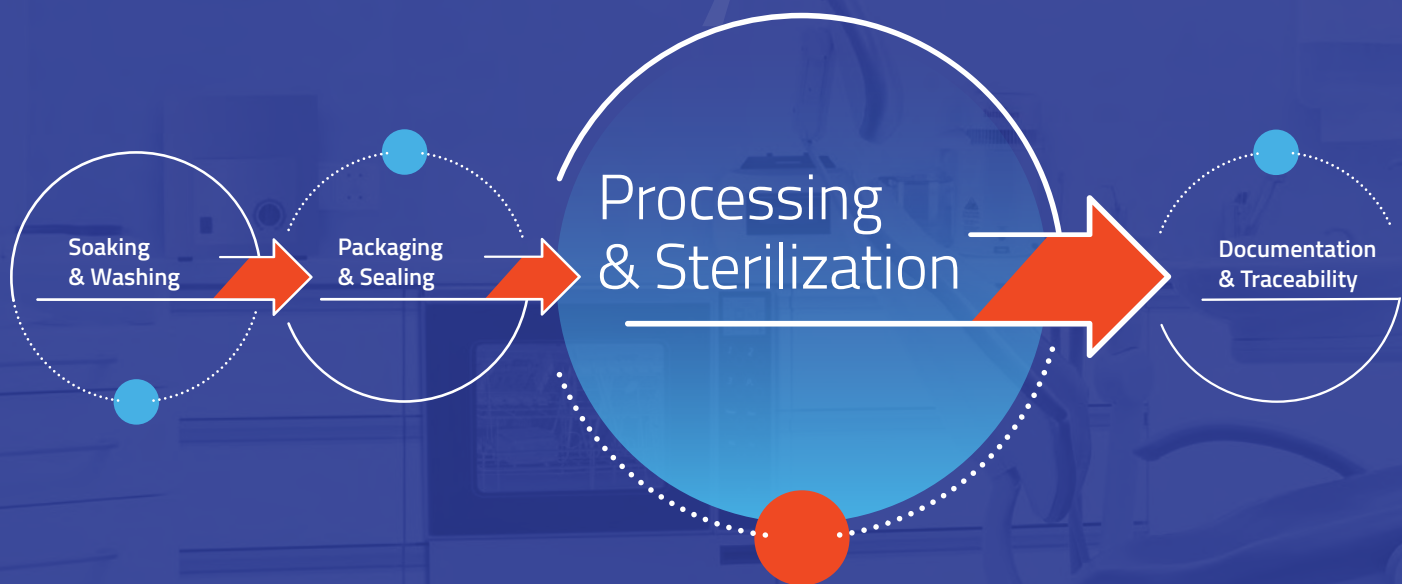 Soaking
& Washing
Packaging
& Sealing
Processing
& Sterilization
Documentation
& Traceability